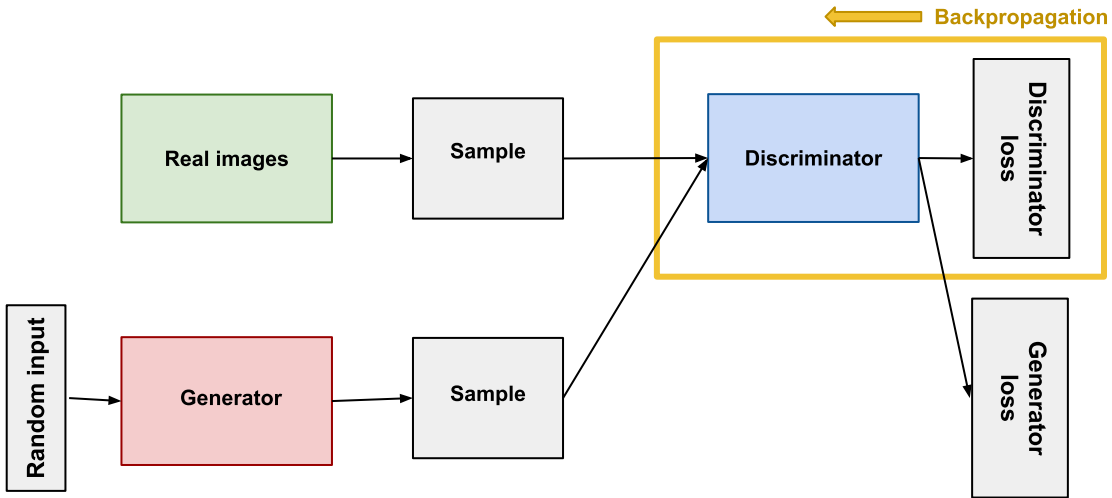 Backpropagation
Real images
Sample
Discriminator
Discriminator
loss
Random input
Generator
Sample
Generator
loss